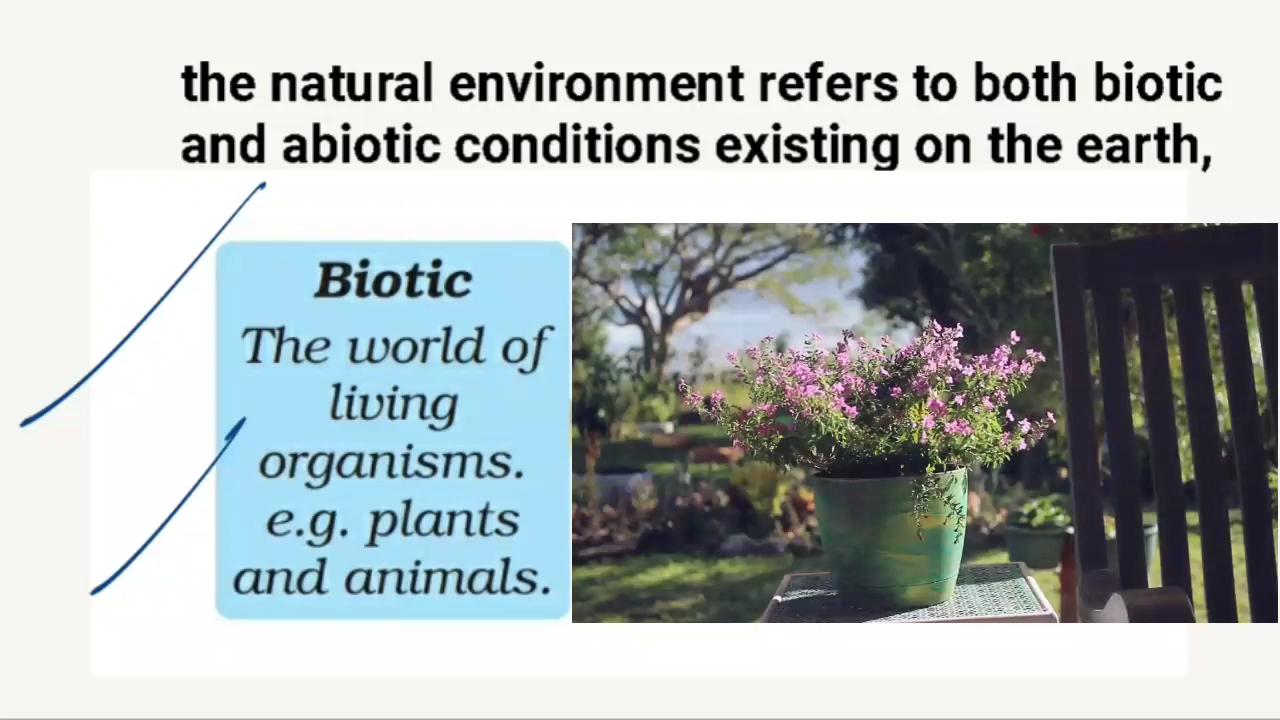 the natural environment refers to both biotic
and abiotic conditions existing on the earth,
Biotic
The world of
living
organisms.
e.g. plants
and animals.